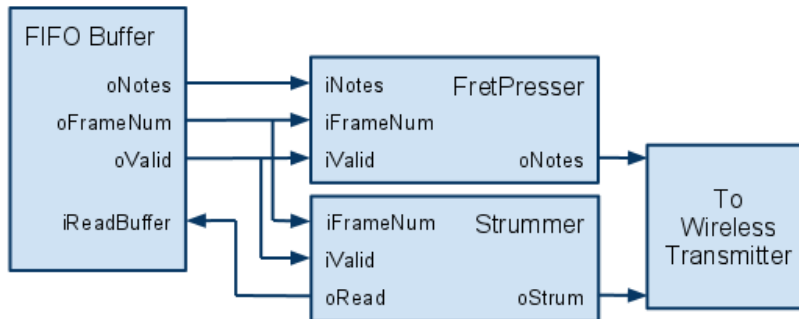 FIFO Buffer
oNotes
oFrameNum
oValid
iReadBuffer
iNotes
FretPresser
iFrameNum
iValid
oNotes
iFrameNum
Strummer
iValid
oRead
oStrum
To
Wireless
Transmitter